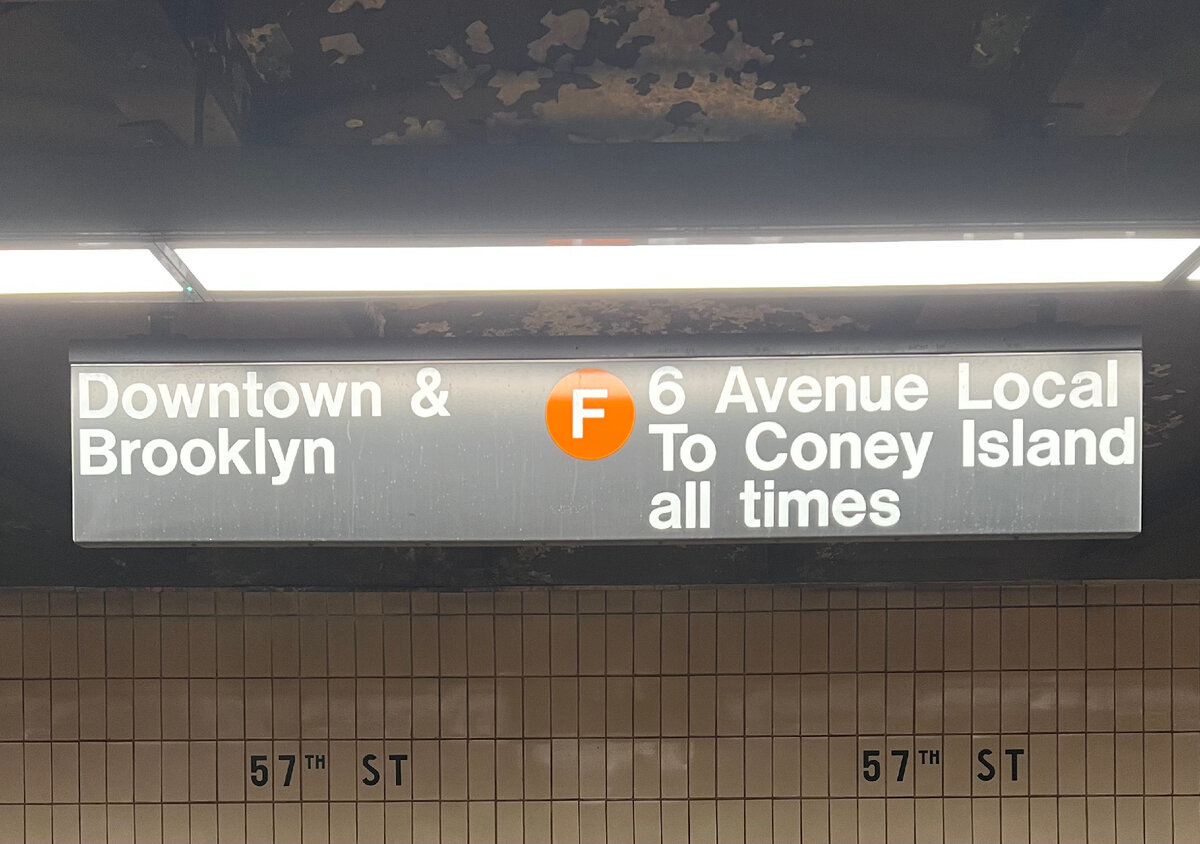 Downtown &
Brooklyn
F
6 Avenue Local
To Coney Island
all times
57TH ST
57TH ST